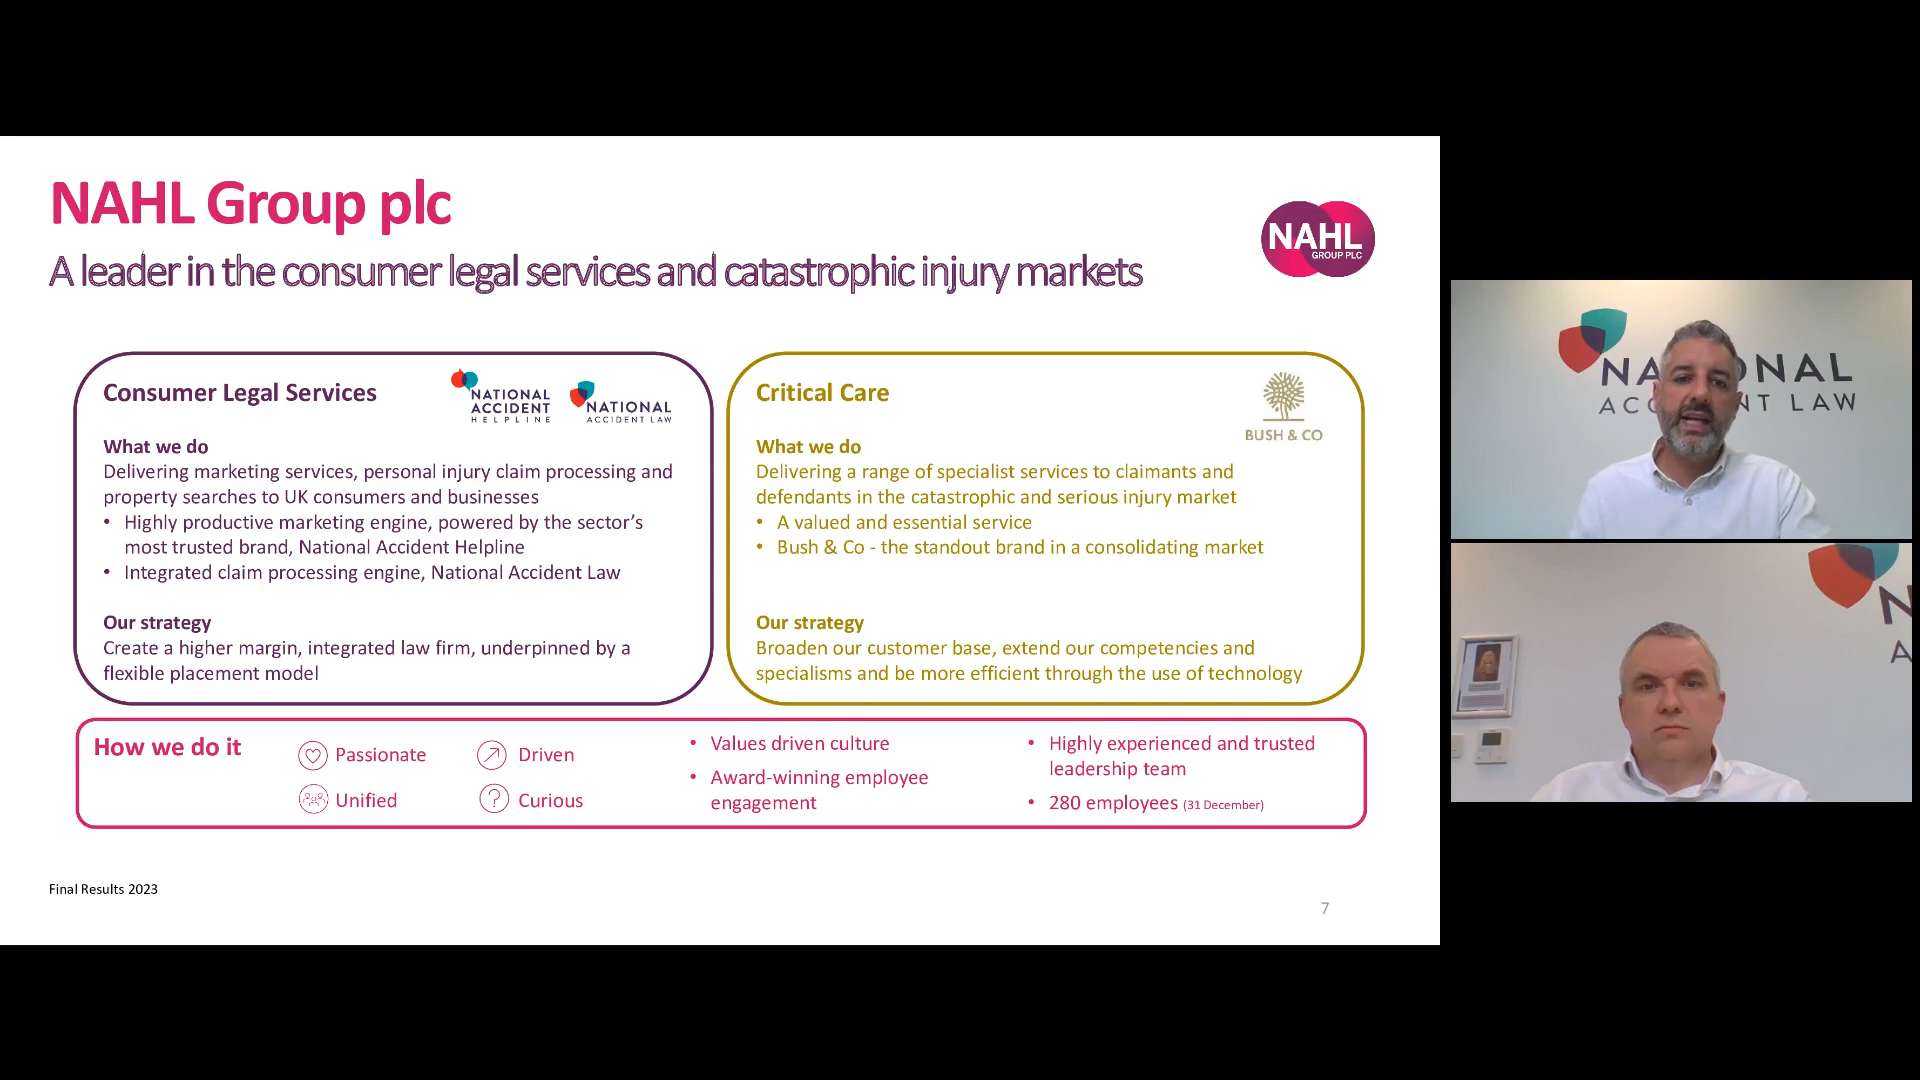 NAHL Group plc
A leader in the consumer legal services and catastrophic injury markets
NAHL
GROUP PLC
Consumer Legal Services
NATIONAL
ACCIDENT
HELPLINE
NATIONAL
ACCIDENT LAW
What we do
Delivering marketing services, personal injury claim processing and
property searches to UK consumers and businesses
• Highly productive marketing engine, powered by the sector’s
most trusted brand, National Accident Helpline
• Integrated claim processing engine, National Accident Law
Our strategy
Create a higher margin, integrated law firm, underpinned by a
flexible placement model
Critical Care
BUSH & CO
What we do
Delivering a range of specialist services to claimants and
defendants in the catastrophic and serious injury market
• A valued and essential service
• Bush & Co - the standout brand in a consolidating market
Our strategy
Broaden our customer base, extend our competencies and
specialisms and be more efficient through the use of technology
How we do it
Passionate
Driven
Unified
Curious
• Values driven culture
• Award-winning employee
engagement
• Highly experienced and trusted
leadership team
• 280 employees (31 December)
Final Results 2023
7
NA ONAL
ACC NT LAW
N
A